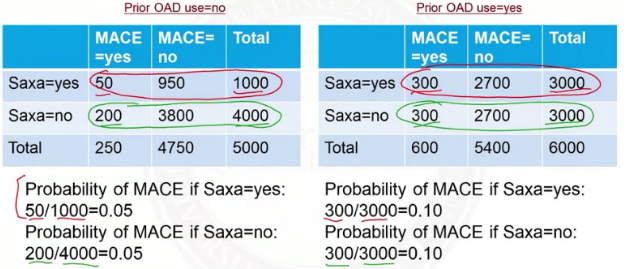 Prior OAD use=no
MACE =yes MACE= no Total
Saxa=yes 50 950 1000
Saxa=no 200 3800 4000
Total 250 4750 5000
Probability of MACE if Saxa=yes:
50/1000=0.05
Probability of MACE if Saxa=no:
200/4000=0.05
Prior OAD use=yes
MACE =yes MACE= no Total
Saxa=yes 300 2700 3000
Saxa=no 300 2700 3000
Total 600 5400 6000
Probability of MACE if Saxa=yes:
300/3000=0.10
Probability of MACE if Saxa=no:
300/3000=0.10